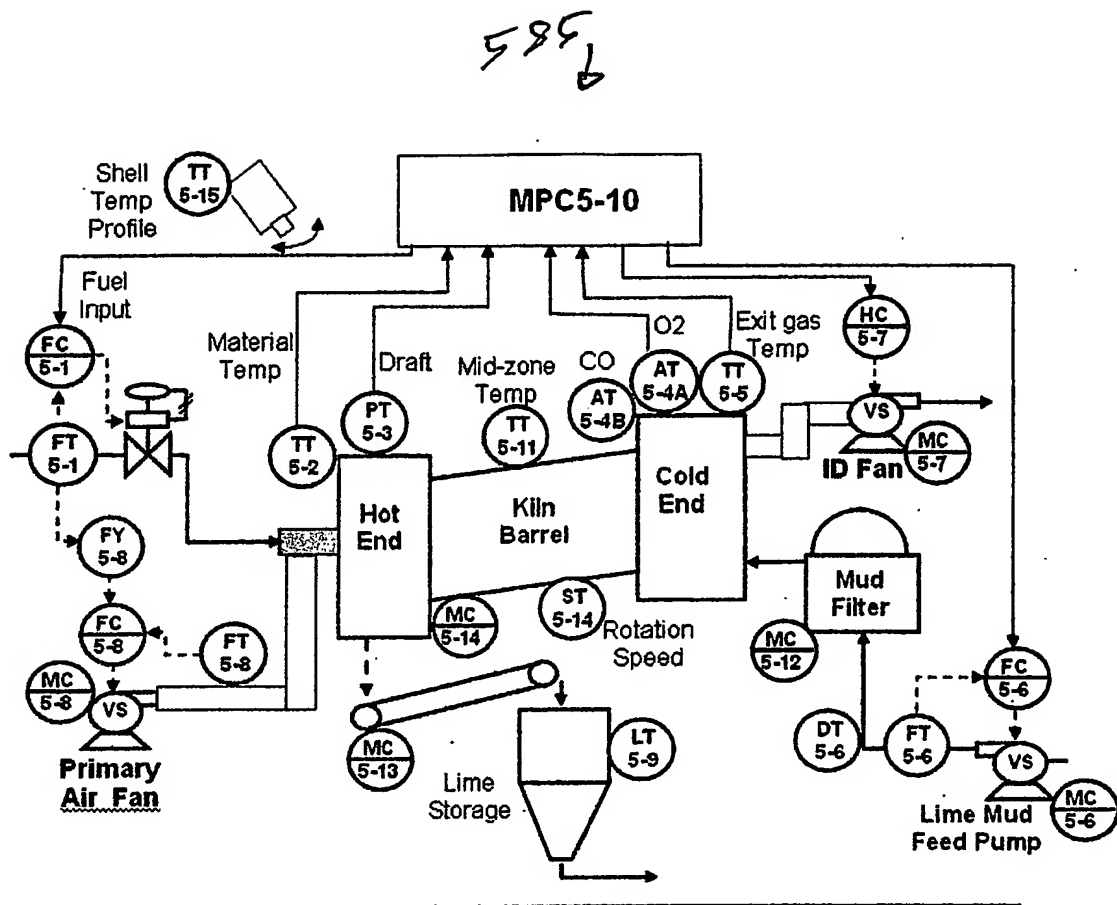 585
MPC5-10
Shell
Temp
Profile
TT
5-15
Fuel
Input
FC
5-1
FT
5-1
Material
Temp
Draft
Mid-zone
Temp
CO
O2
Exit gas
Temp
HC
5-7
TT
5-2
PT
5-3
TT
5-11
AT
5-4B
AT
5-4A
TT
5-5
VS
MC
5-7
ID Fan
Hot
End
Kiln
Barrel
Cold
End
FY
5-8
FC
5-8
FT
5-8
MC
5-8
VS
Primary
Air Fan
MC
5-14
ST
5-14
Rotation
Speed
Mud
Filter
MC
5-12
MC
5-13
Lime
Storage
LT
5-9
DT
5-6
FT
5-6
FC
5-6
VS
MC
5-6
Lime Mud
Feed Pump